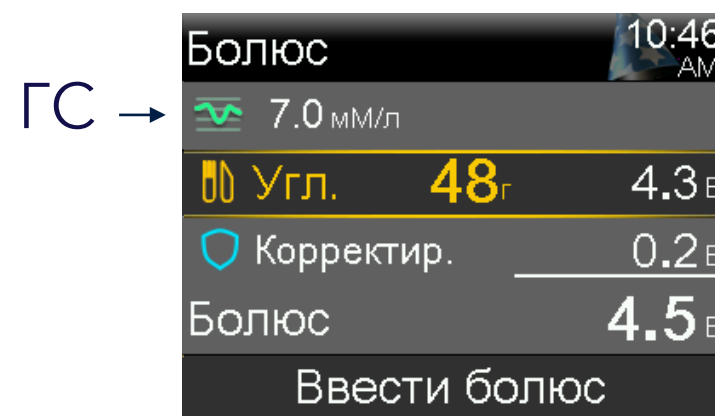 Болюс 10:46 AM
ГС → 7.0 мМ/л
Угл. 48г 4.3
Корректир. 0.2
Болюс 4.5
Ввести болюс